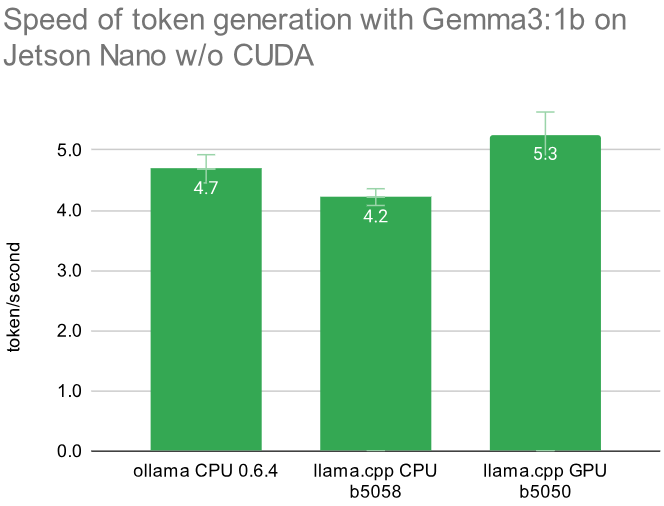 Speed of token generation with Gemma3:1b on
Jetson Nano w/o CUDA
token/second
5.0
4.0
3.0
2.0
1.0
0.0
4.7
4.2
5.3
ollama CPU 0.6.4
llama.cpp CPU
b5058
llama.cpp GPU
b5050